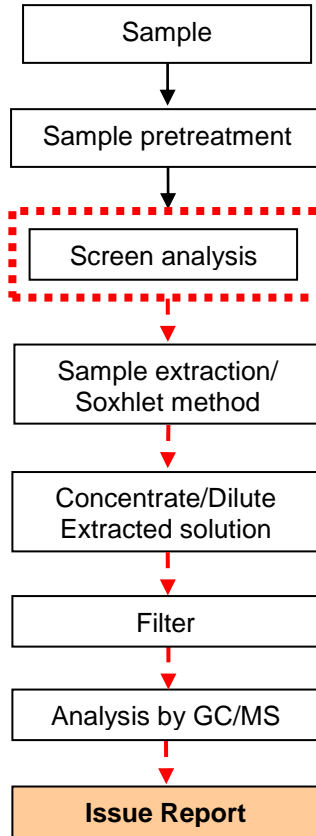 Sample
Sample pretreatment
Screen analysis
Sample extraction/
Soxhlet method
Concentrate/Dilute
Extracted solution
Filter
Analysis by GC/MS
Issue Report